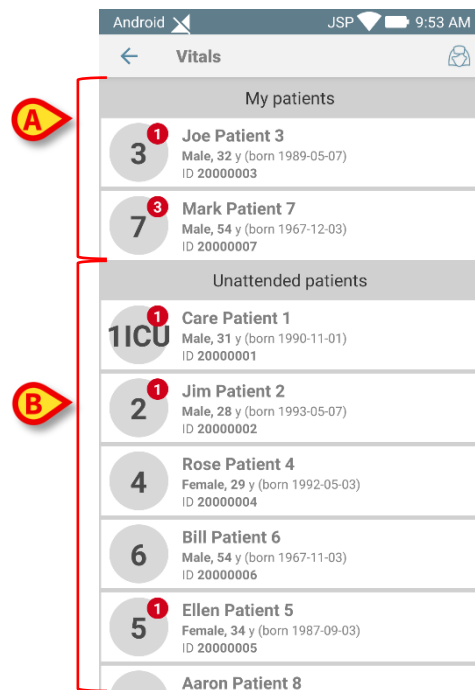 Android JSP 9:53 AM
Vitals
A
My patients
3 1
Joe Patient 3
Male, 32 y (born 1989-05-07)
ID 20000003
7 3
Mark Patient 7
Male, 54 y (born 1967-12-03)
ID 20000007
B
Unattended patients
1ICU 1
Care Patient 1
Male, 31 y (born 1990-11-01)
ID 20000001
2 1
Jim Patient 2
Male, 28 y (born 1993-05-07)
ID 20000002
4
Rose Patient 4
Female, 29 y (born 1992-05-03)
ID 20000004
6
Bill Patient 6
Male, 54 y (born 1967-11-03)
ID 20000006
5 1
Ellen Patient 5
Female, 34 y (born 1987-09-03)
ID 20000005
Aaron Patient 8